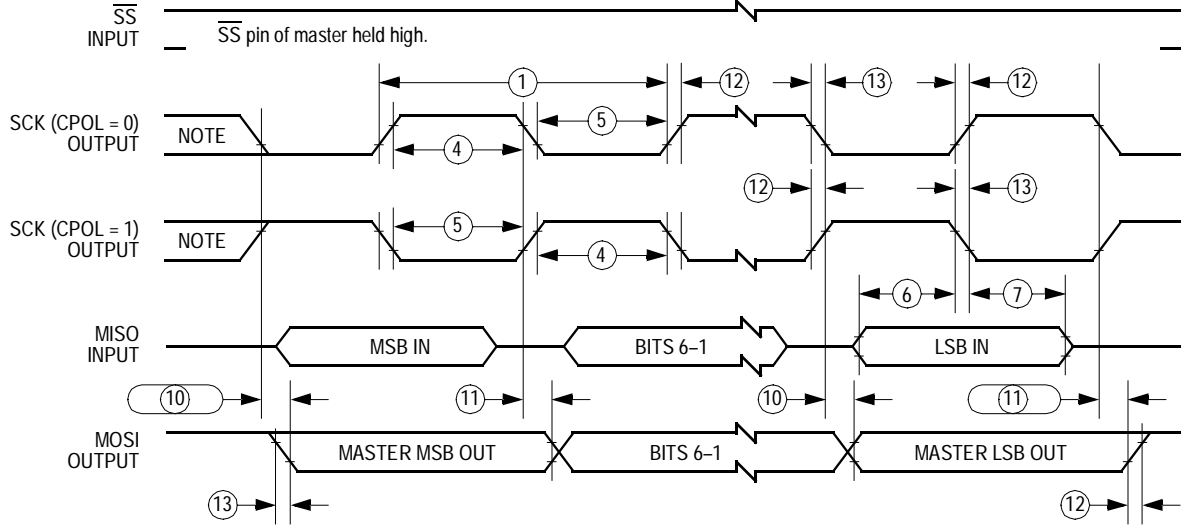 SS
INPUT
SS pin of master held high.
1
12
13
12
SCK (CPOL = 0)
OUTPUT
NOTE
5
4
12
13
SCK (CPOL = 1)
OUTPUT
NOTE
5
4
6
7
MISO
INPUT
MSB IN
BITS 6–1
LSB IN
10
11
10
11
MOSI
OUTPUT
MASTER MSB OUT
BITS 6–1
MASTER LSB OUT
13
12